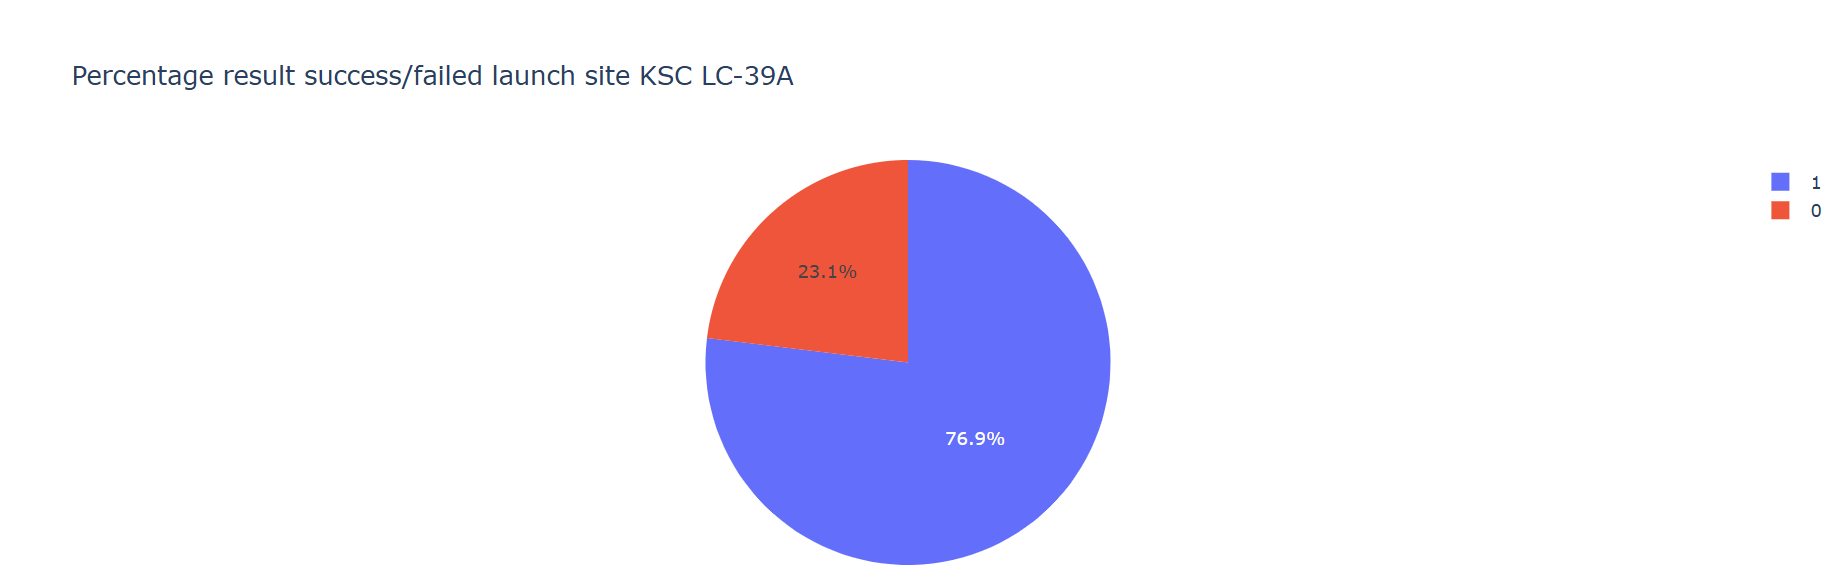 Percentage result success/failed launch site KSC LC-39A
1
0
23.1%
76.9%